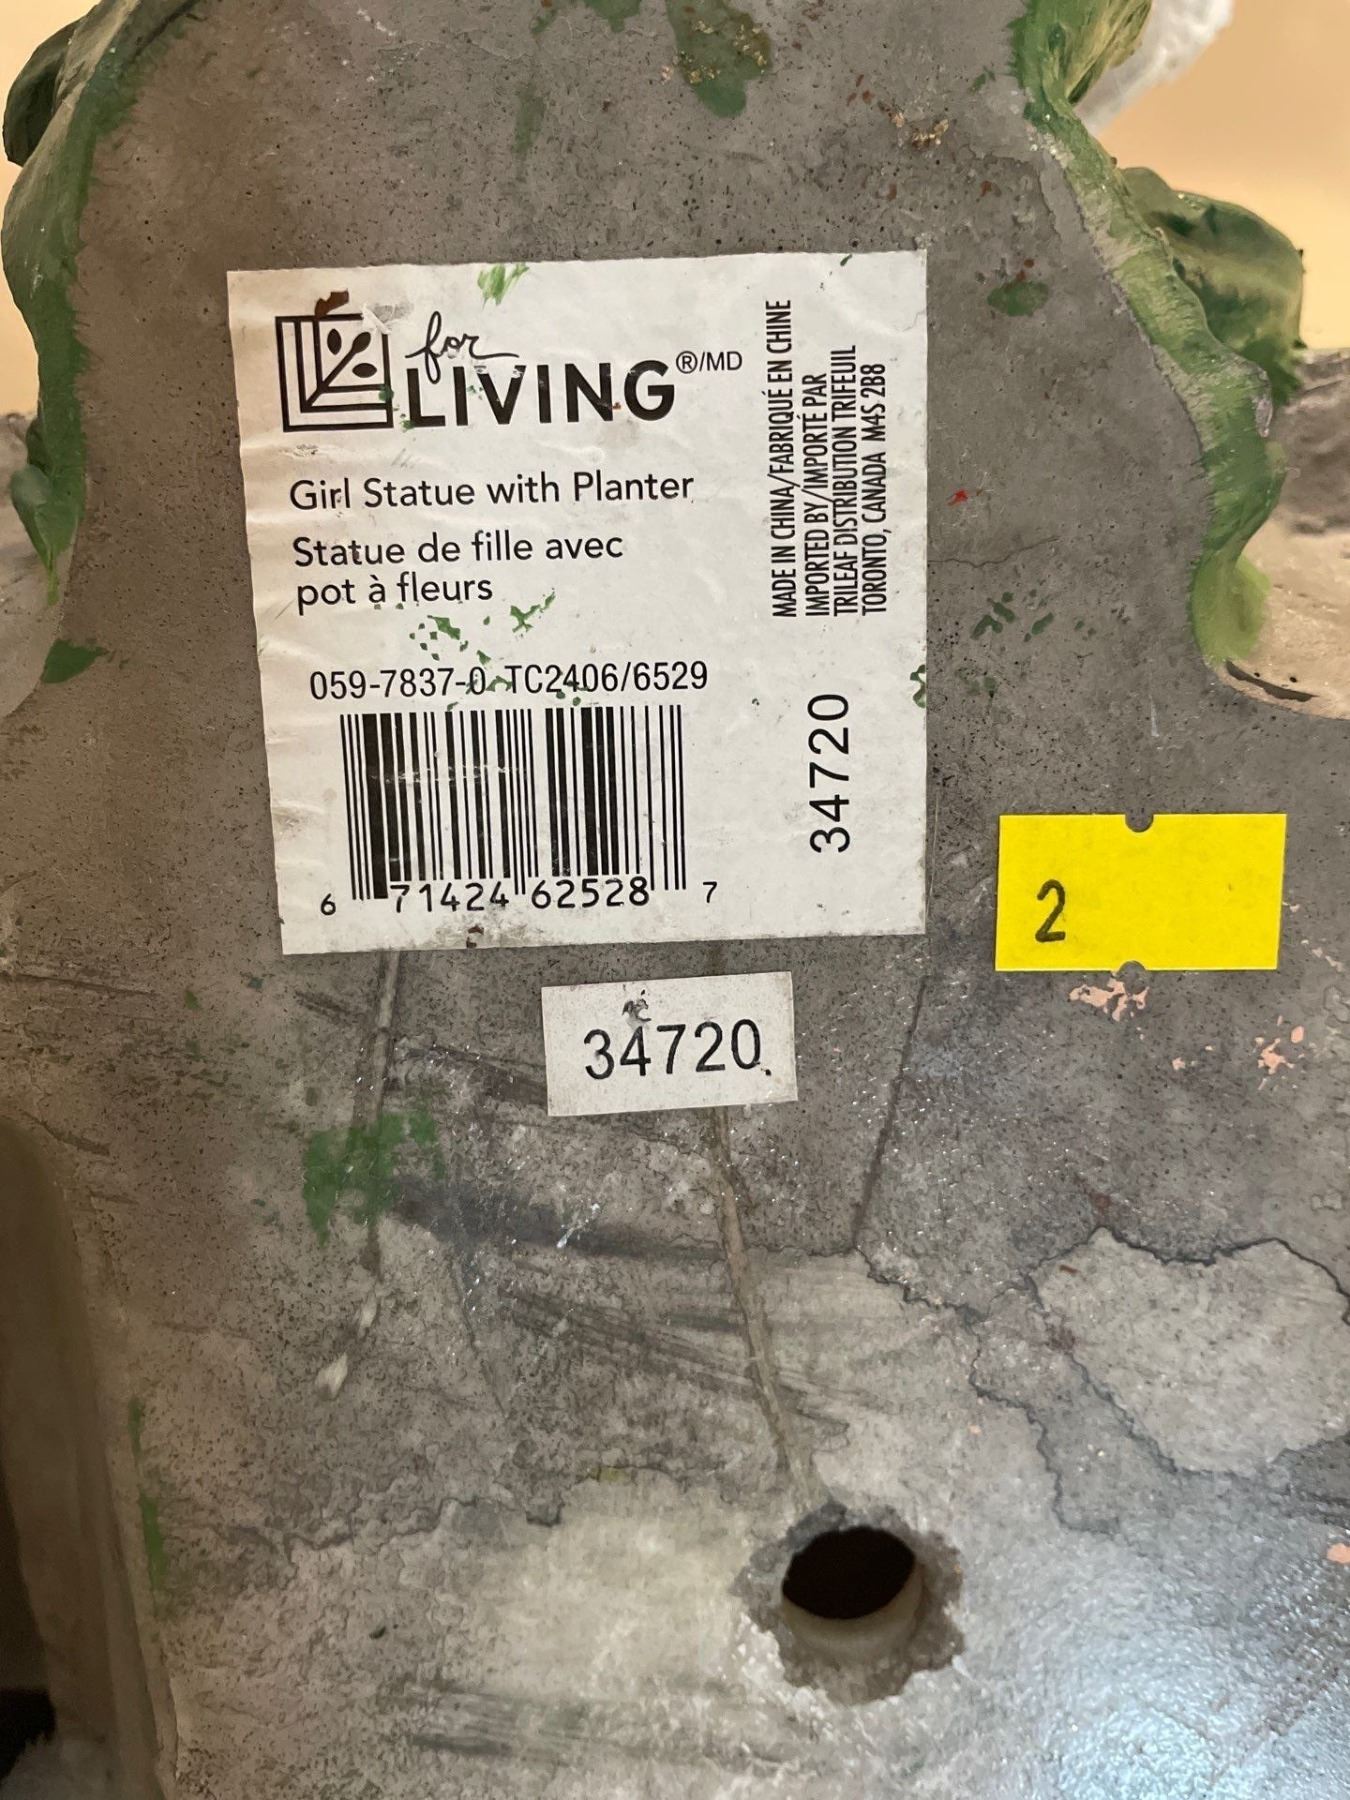 for
LIVING®/MD
Girl Statue with Planter
Statue de fille avec
pot à fleurs
059-7837-0 TC2406/6529
6 71424 62528 7
MADE IN CHINA/FABRIQUÉ EN CHINE
IMPORTED BY/IMPORTÉ PAR
TRILEAF DISTRIBUTION TRIFEUIL
TORONTO, CANADA M4S 2B8
34720
2
34720